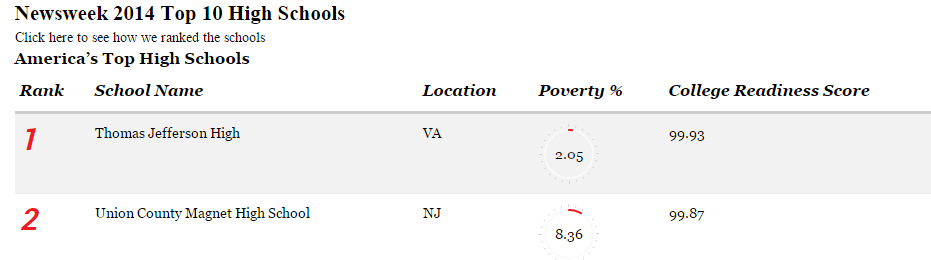 Newsweek 2014 Top 10 High Schools
Click here to see how we ranked the schools
America's Top High Schools
Rank School Name Location Poverty % College Readiness Score
1 Thomas Jefferson High VA 2.05 99.93
2 Union County Magnet High School NJ 8.36 99.87